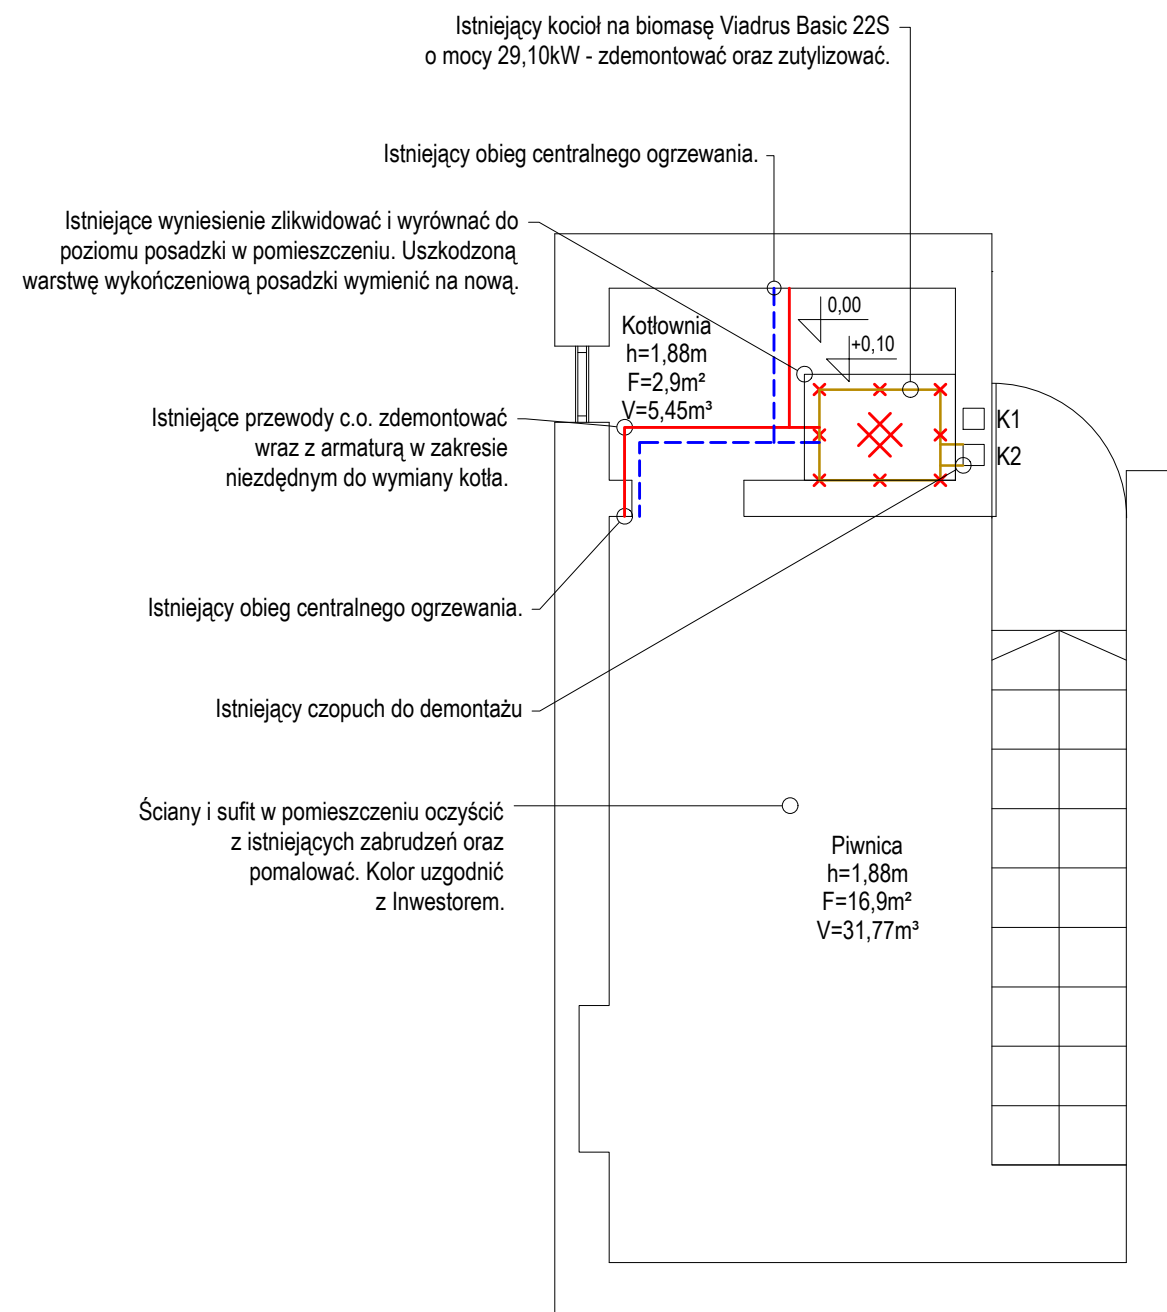 Istniejący kocioł na biomasę Viadrus Basic 22S
o mocy 29,10kW - zdemontować oraz zutylizować.
Istniejący obieg centralnego ogrzewania.
Istniejące wyniesienie zlikwidować i wyrównać do
poziomu posadzki w pomieszczeniu. Uszkodzoną
warstwę wykończeniową posadzki wymienić na nową.
0,00
+0,10
Kotłownia
h=1,88m
F=2,9m²
V=5,45m³
Istniejące przewody c.o. zdemontować
wraz z armaturą w zakresie
niezdędnym do wymiany kotła.
K1
K2
Istniejący obieg centralnego ogrzewania.
Istniejący czopuch do demontażu
Ściany i sufit w pomieszczeniu oczyścić
z istniejących zabrudzeń oraz
pomalować. Kolor uzgodnić
z Inwestorem.
Piwnica
h=1,88m
F=16,9m²
V=31,77m³